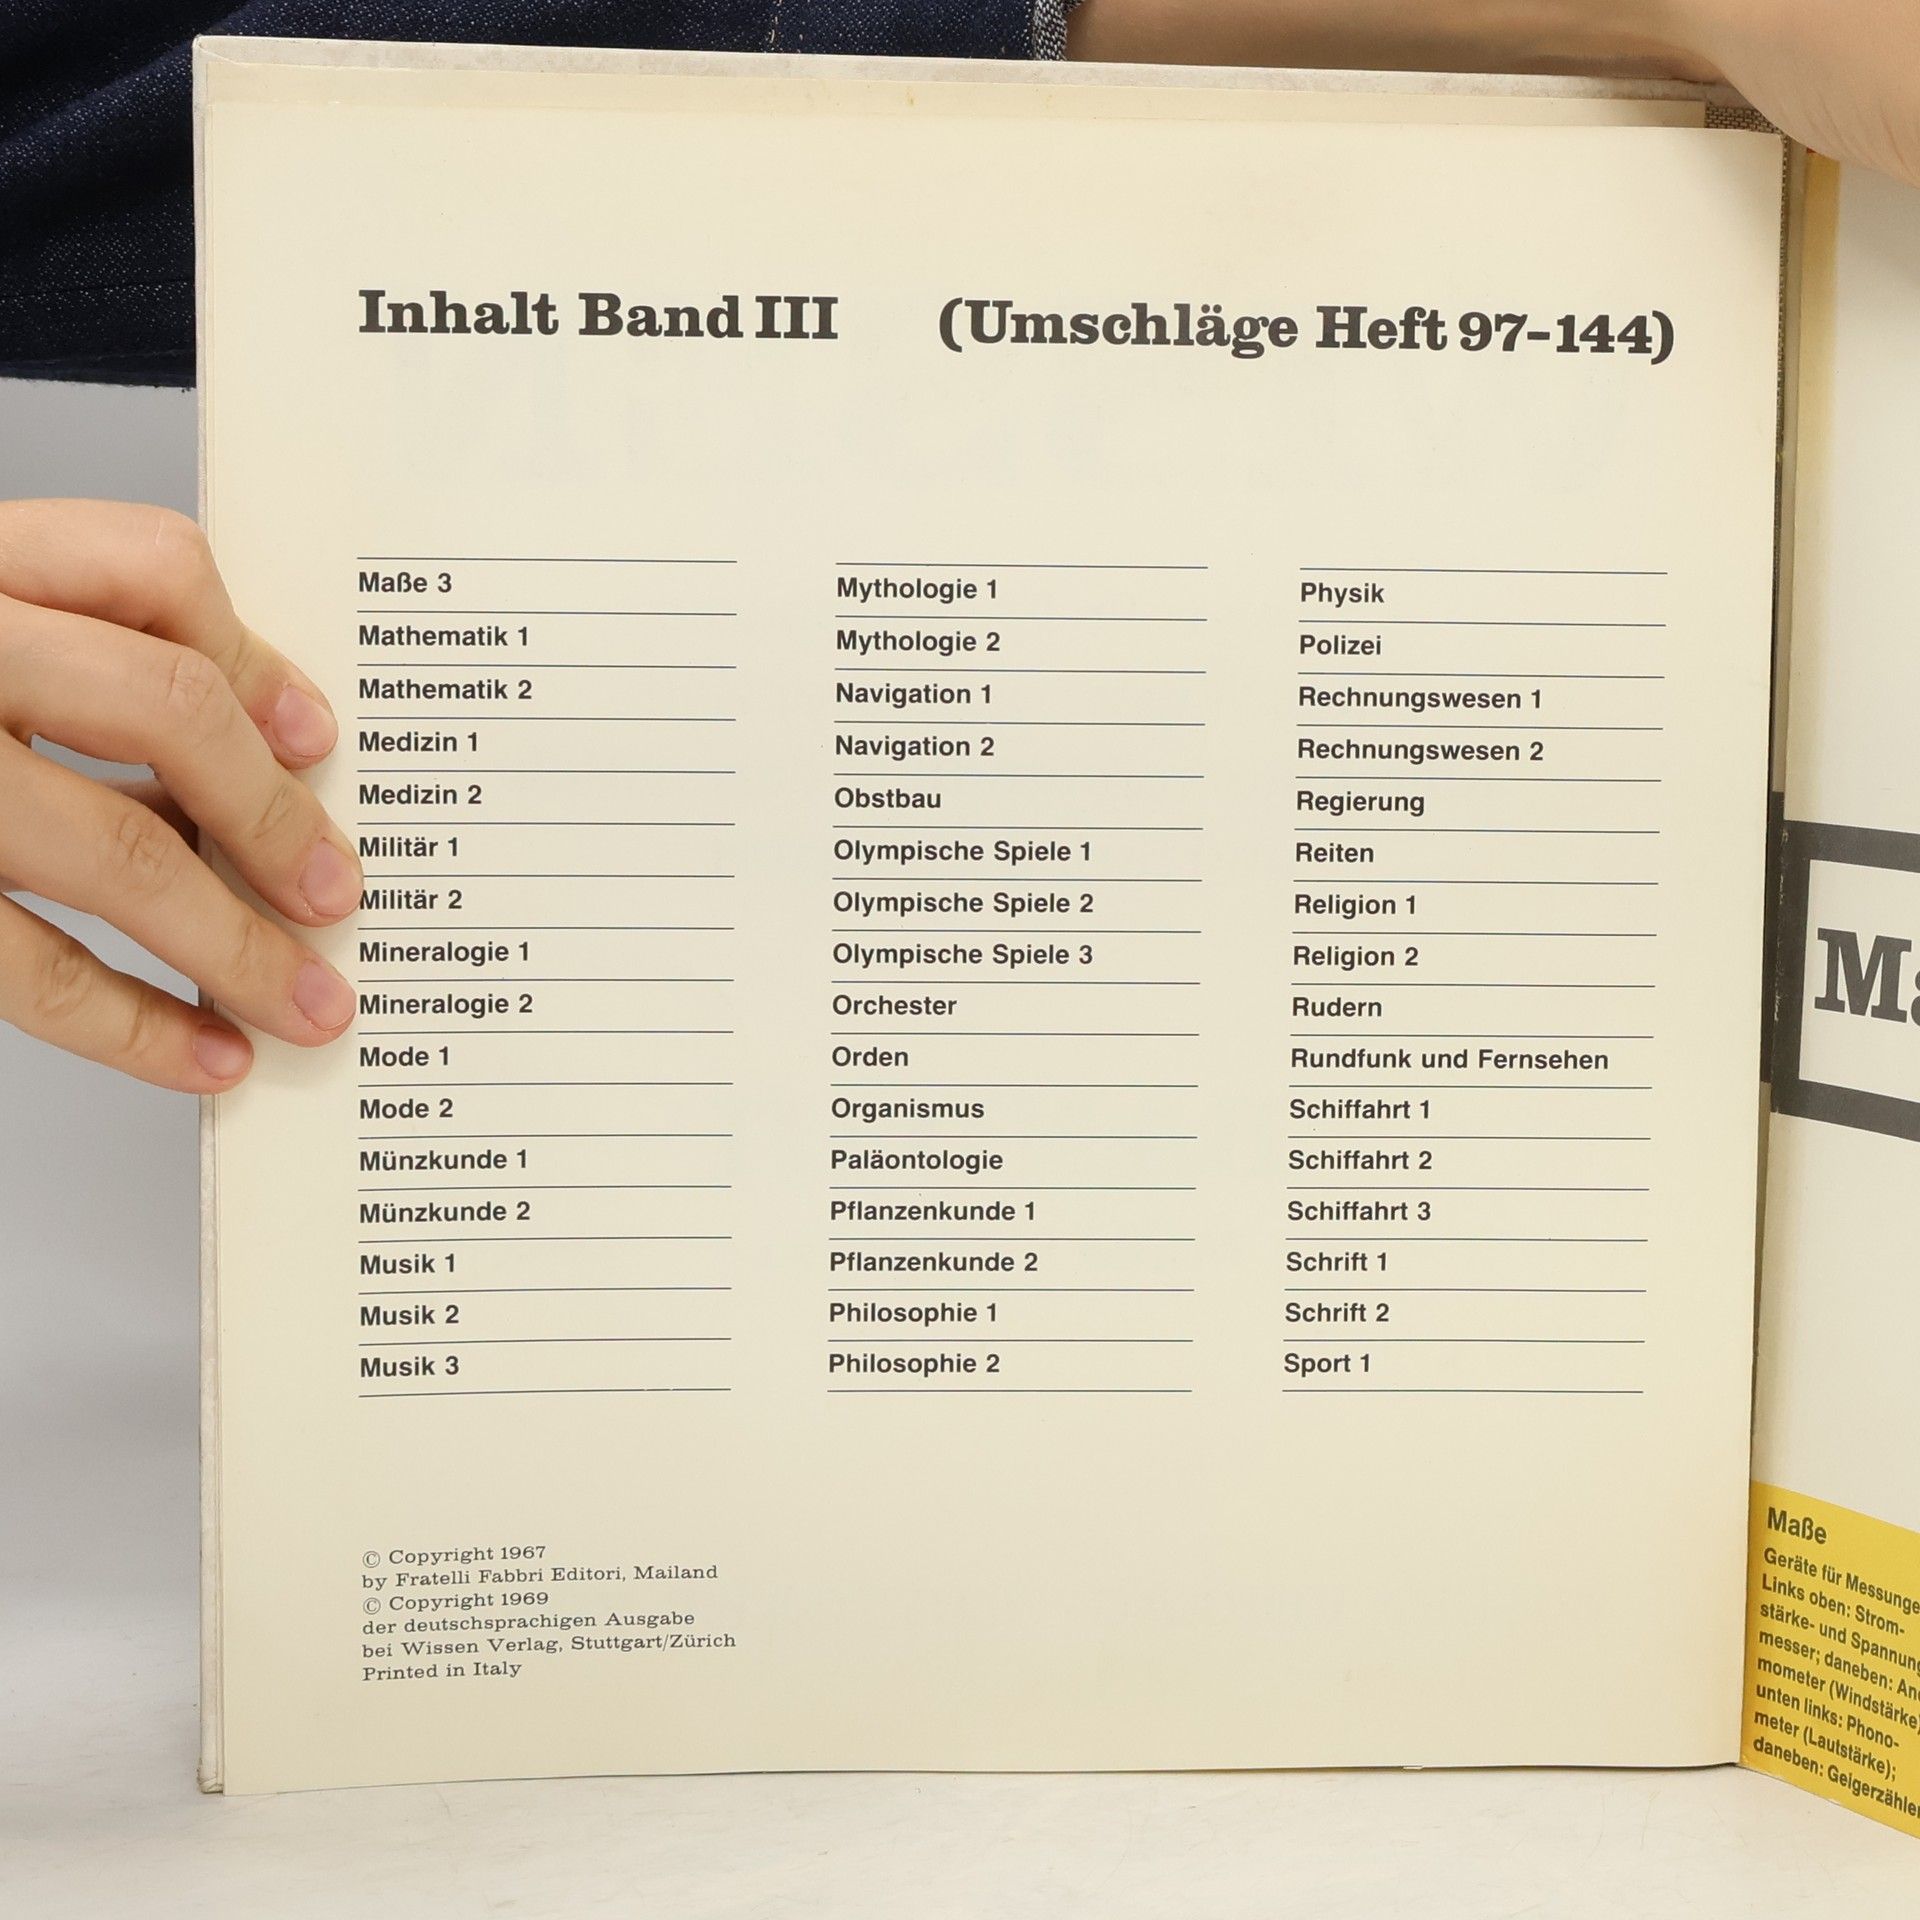 Inhalt Band III (Umschläge Heft 97-144)
Maße 3
Mathematik 1
Mathematik 2
Medizin 1
Medizin 2
Militär 1
Militär 2
Mineralogie 1
Mineralogie 2
Mode 1
Mode 2
Münzkunde 1
Münzkunde 2
Musik 1
Musik 2
Musik 3
Mythologie 1
Mythologie 2
Navigation 1
Navigation 2
Obstbau
Olympische Spiele 1
Olympische Spiele 2
Olympische Spiele 3
Orchester
Orden
Organismus
Paläontologie
Pflanzenkunde 1
Pflanzenkunde 2
Philosophie 1
Philosophie 2
Physik
Polizei
Rechnungswesen 1
Rechnungswesen 2
Regierung
Reiten
Religion 1
Religion 2
Rudern
Rundfunk und Fernsehen
Schiffahrt 1
Schiffahrt 2
Schiffahrt 3
Schrift 1
Schrift 2
Sport 1
© Copyright 1967
by Fratelli Fabbri Editori, Mailand
© Copyright 1969
der deutschsprachigen Ausgabe
bei Wissen Verlag, Stuttgart/Zürich
Printed in Italy
Maße
Geräte für
Links oben: Strom-
stärke- und
messer; daneben:
mometer (Windstärke)
unten links: Phono-
meter (Lautstärke);
daneben: